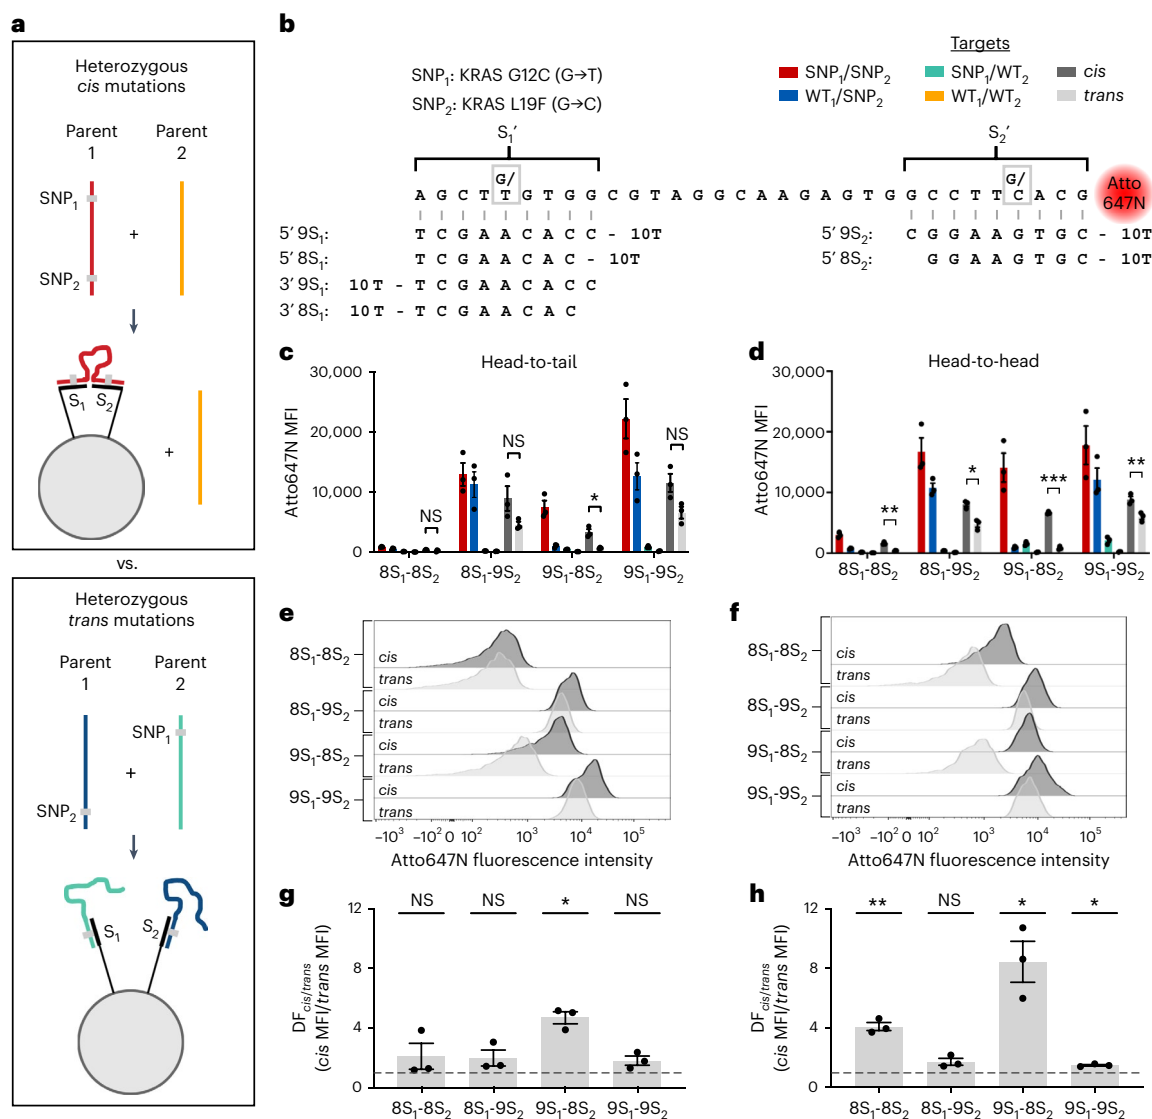 a
Heterozygous
cis mutations
Parent
1
Parent
2
SNP1
+
SNP2
S1
S2
+
vs.
Heterozygous
trans mutations
Parent
1
Parent
2
SNP1
+
SNP2
S1
S2
b
SNP1: KRAS G12C (G→T)
SNP2: KRAS L19F (G→C)
Targets
SNP1/SNP2
SNP1/WT2
cis
WT1/SNP2
WT1/WT2
trans
S1′
S2′
G/
G/
A G C T T G T G G C G T A G G C A A G A G T G G C C T T C A C G
Atto
647N
5′ 9S1: T C G A A C A C C - 10T
5′ 9S2: C G G A A G T G C - 10T
5′ 8S1: T C G A A C A C C - 10T
5′ 8S2: G G A A G T G C - 10T
3′ 9S1: 10T - T C G A A C A C C
3′ 8S1: 10T - T C G A A C A C
c
Head-to-tail
Atto647N MFI
30,000
20,000
10,000
0
NS
NS
*
NS
8S1-8S2
8S1-9S2
9S1-8S2
9S1-9S2
d
Head-to-head
Atto647N MFI
30,000
20,000
10,000
0
**
*
***
**
8S1-8S2
8S1-9S2
9S1-8S2
9S1-9S2
e
8S1-8S2
cis
trans
8S1-9S2
cis
trans
9S1-8S2
cis
trans
9S1-9S2
cis
trans
−10³
−10²
0
10²
10³
10⁴
10⁵
Atto647N fluorescence intensity
f
8S1-8S2
cis
trans
8S1-9S2
cis
trans
9S1-8S2
cis
trans
9S1-9S2
cis
trans
−10³
−10²
0
10²
10³
10⁴
10⁵
Atto647N fluorescence intensity
g
DFcis/trans
(cis MFI/trans MFI)
12
8
4
0
NS
NS
*
NS
8S1-8S2
8S1-9S2
9S1-8S2
9S1-9S2
h
DFcis/trans
(cis MFI/trans MFI)
12
8
4
0
**
NS
*
*
8S1-8S2
8S1-9S2
9S1-8S2
9S1-9S2